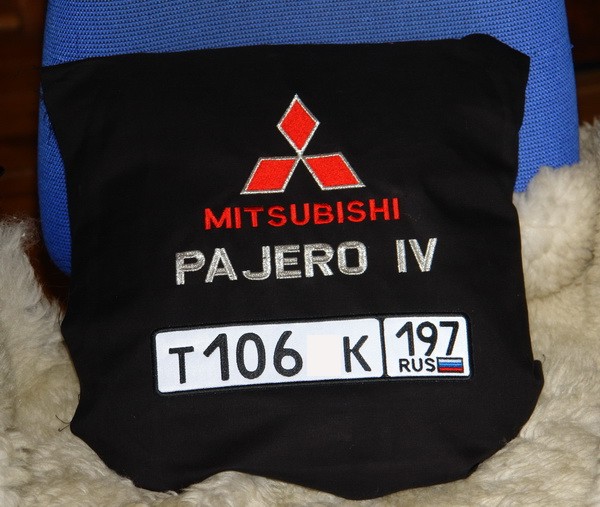 MITSUBISHI
PAJERO IV
Т106 К 197
RUS